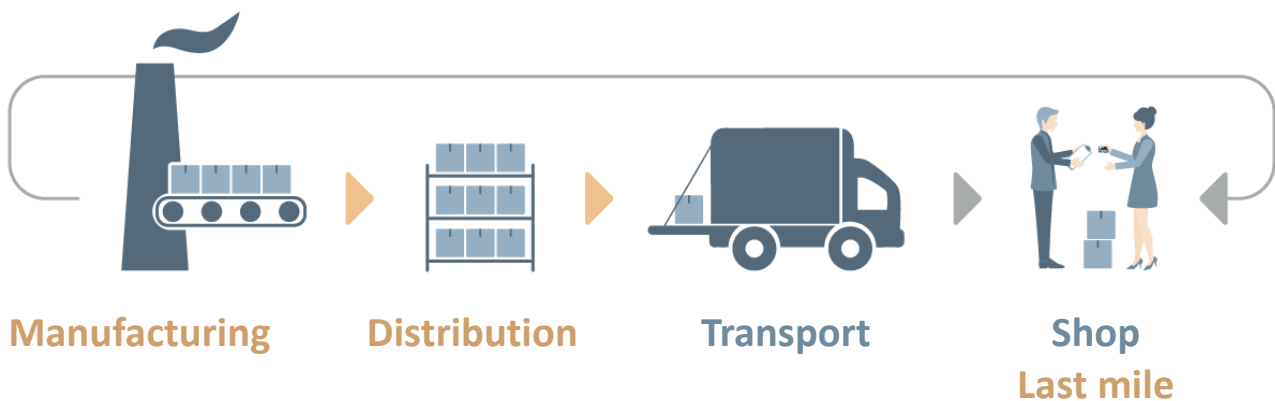 Manufacturing
Distribution
Transport
Shop
Last mile